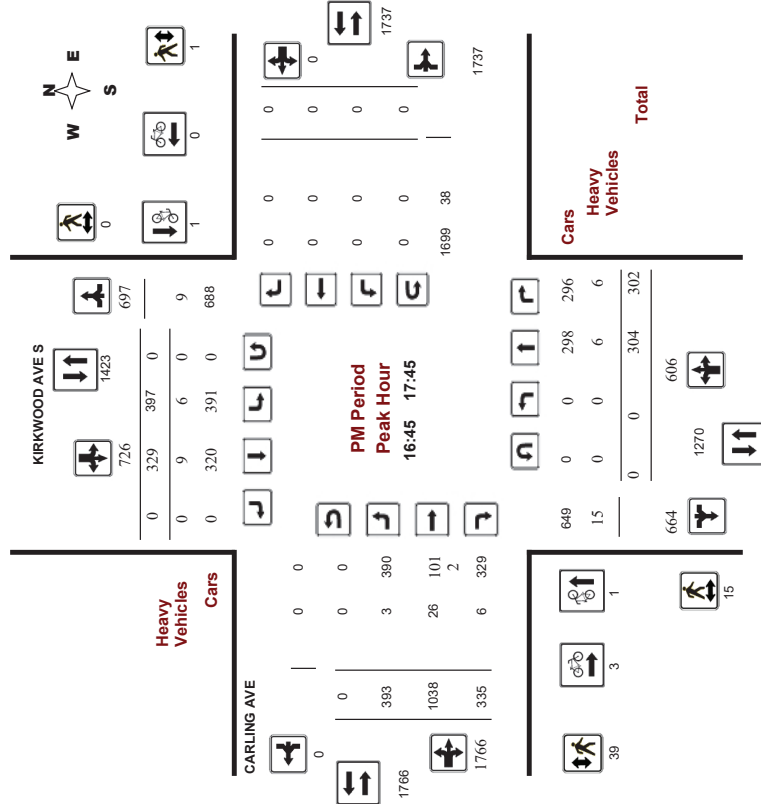 N
W E
S
0
1
1
0
KIRKWOOD AVE S
1423
726
697
0 329 397 0
0 9 6 0 9
0 320 391 0 688
Heavy
Vehicles
Cars
0
1737
1737
0 0 0
0 0 0
0 0 0
0 0 0
1699 38
PM Period
Peak Hour
16:45 17:45
CARLING AVE
0
1766
1766
0 0
0 0
393 3 390
1038 26 101
2
335 6 329
649 0 0 298 296 Cars
15 0 0 6 6 Heavy
Vehicles
0 0 304 302 Total
664
1270
606
39
3
1
15